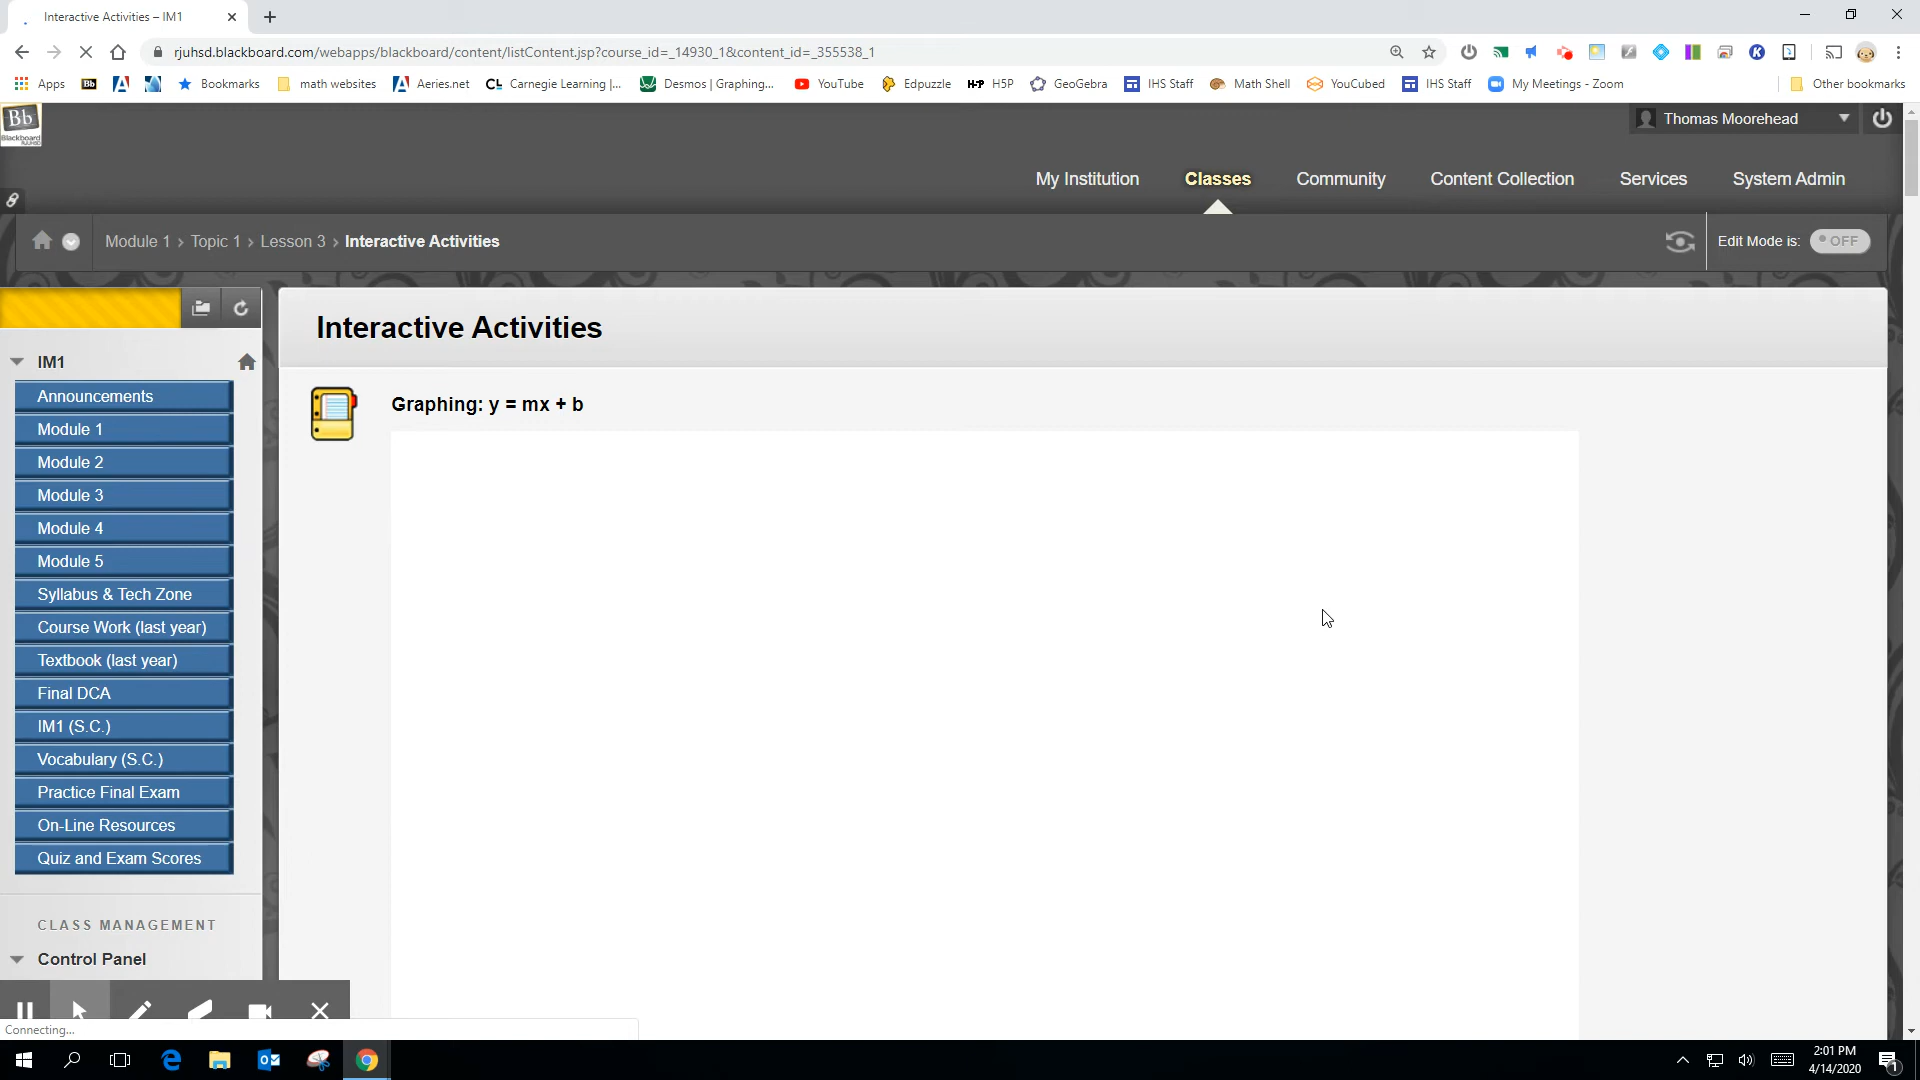 Interactive Activities – IM1
rjuhsd.blackboard.com/webapps/blackboard/content/listContent.jsp?course_id=_14930_1&content_id=_355538_1
Apps Bb Bookmarks math websites Aeries.net CL Carnegie Learning |... Desmos | Graphing... YouTube Edpuzzle H-P H5P GeoGebra IHS Staff Math Shell YouCubed IHS Staff My Meetings - Zoom Other bookmarks
Bb
Blackboard
Thomas Moorehead
My Institution Classes Community Content Collection Services System Admin
Module 1 > Topic 1 > Lesson 3 > Interactive Activities
Edit Mode is: OFF
Interactive Activities
IM1
Graphing: y = mx + b
Announcements
Module 1
Module 2
Module 3
Module 4
Module 5
Syllabus & Tech Zone
Course Work (last year)
Textbook (last year)
Final DCA
IM1 (S.C.)
Vocabulary (S.C.)
Practice Final Exam
On-Line Resources
Quiz and Exam Scores
CLASS MANAGEMENT
Control Panel
Connecting...
2:01 PM
4/14/2020
1